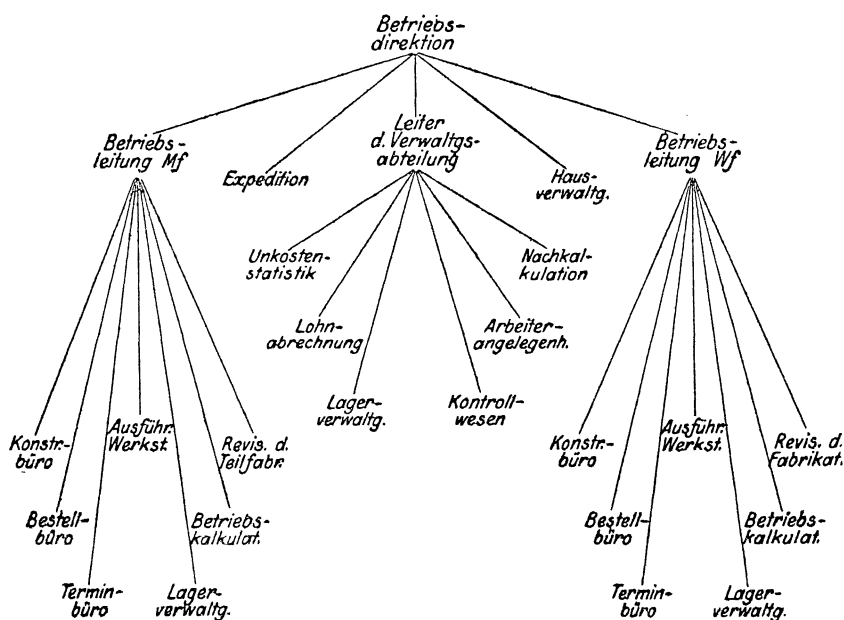 Betriebs-
direktion
Betriebs-
leitung Mf
Expedition
Leiter
d. Verwaltgs-
abteilung
Haus-
verwaltg.
Betriebs-
leitung Wf
Unkosten-
statistik
Nachkal-
kulation
Lohn-
abrechnung
Arbeiter-
angelegenh.
Lager-
verwaltg.
Kontroll-
wesen
Konstr.-
büro
Ausführ.
Werkst.
Revis. d.
Teilfabr.
Bestell-
büro
Betriebs-
kalkulat.
Termin-
büro
Lager-
verwaltg.
Konstr.-
büro
Ausführ.
Werkst.
Revis. d.
Fabrikat.
Bestell-
büro
Betriebs-
kalkulat.
Termin-
büro
Lager-
verwaltg.